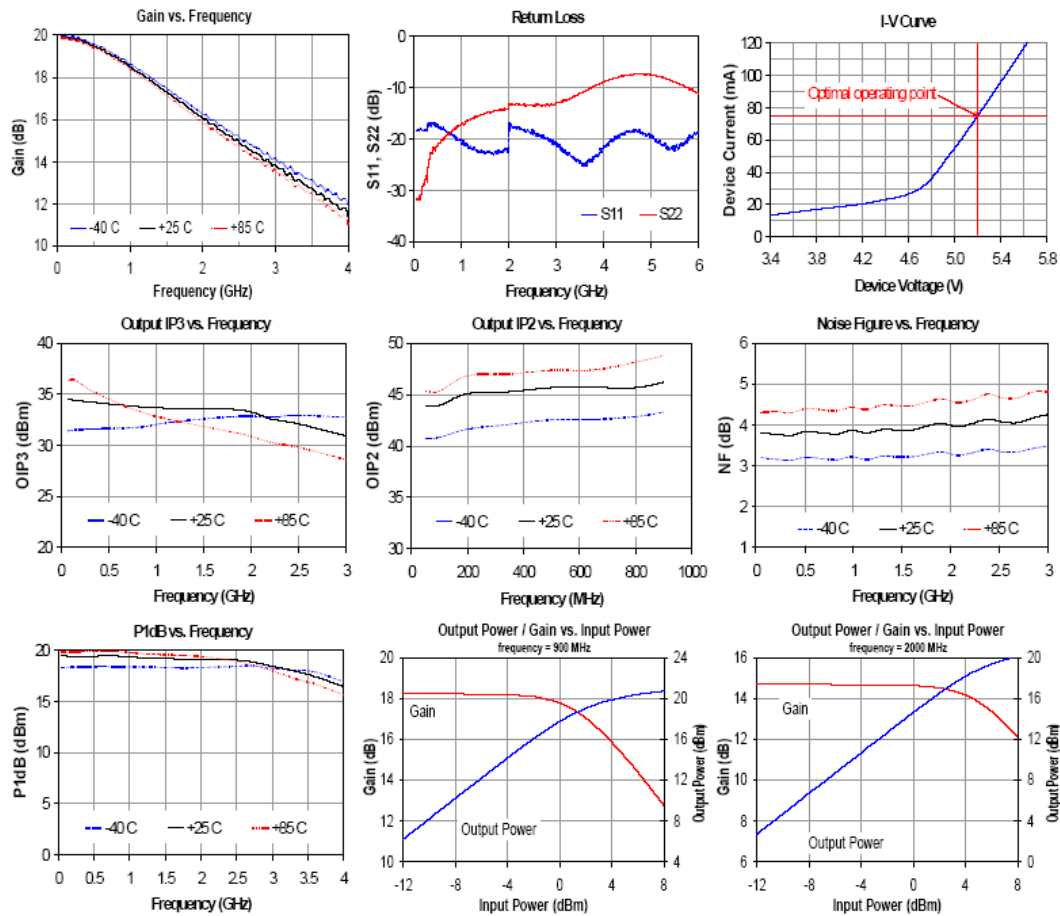 Gain vs. Frequency
20
18
16
14
12
10
Gain (dB)
-40 C +25 C +85 C
0 1 2 3 4
Frequency (GHz)
Return Loss
0
-10
-20
-30
-40
S11, S22 (dB)
S11 S22
0 1 2 3 4 5 6
Frequency (GHz)
I-V Curve
120
100
80
60
40
20
0
Device Current (mA)
Optimal operating point
3.4 3.8 4.2 4.6 5.0 5.4 5.8
Device Voltage (V)
Output IP3 vs. Frequency
40
35
30
25
20
OIP3 (dBm)
-40 C +25 C +85 C
0 0.5 1 1.5 2 2.5 3
Frequency (GHz)
Output IP2 vs. Frequency
50
45
40
35
30
OIP2 (dBm)
-40 C +25 C +85 C
0 200 400 600 800 1000
Frequency (MHz)
Noise Figure vs. Frequency
6
5
4
3
2
1
NF (dB)
-40 C +25 C +85 C
0 0.5 1 1.5 2 2.5 3
Frequency (GHz)
P1dB vs. Frequency
20
15
10
5
0
P1dB (dBm)
-40 C +25 C +85 C
0 0.5 1 1.5 2 2.5 3 3.5 4
Frequency (GHz)
Output Power / Gain vs. Input Power
frequency = 900 MHz
20
18
16
14
12
10
Gain (dB)
24
20
16
12
8
4
Output Power (dBm)
Gain
Output Power
-12 -8 -4 0 4 8
Input Power (dBm)
Output Power / Gain vs. Input Power
frequency = 2000 MHz
16
14
12
10
8
6
Gain (dB)
20
16
12
8
4
0
Output Power (dBm)
Gain
Output Power
-12 -8 -4 0 4 8
Input Power (dBm)